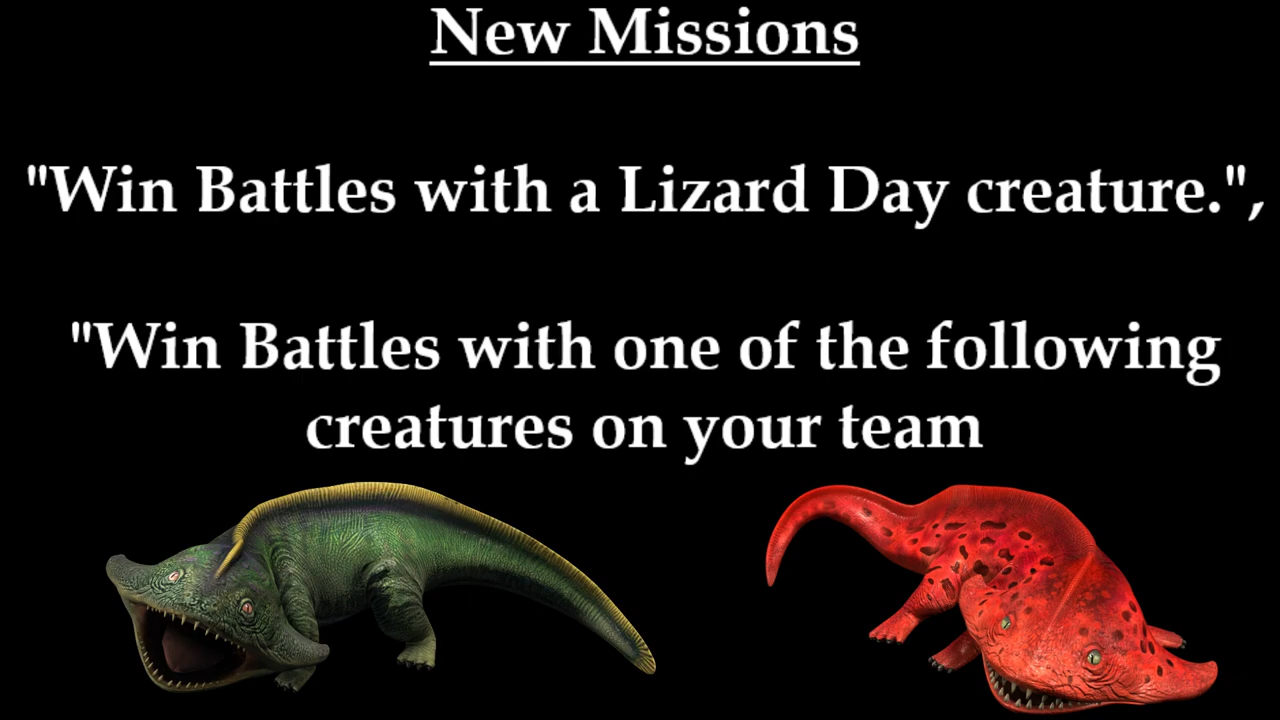 New Missions
"Win Battles with a Lizard Day creature.",
"Win Battles with one of the following
creatures on your team